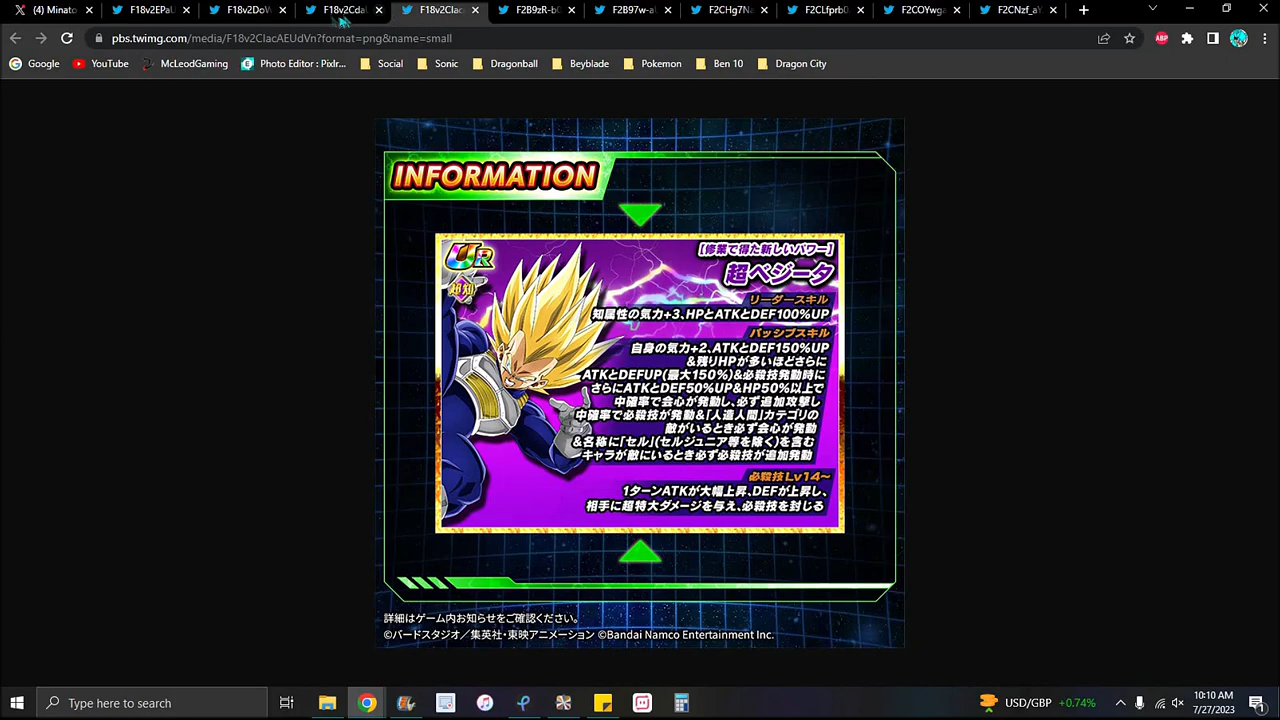 (4) Minato
F18v2EPaU
F18v2DoV
F18v2CdaU
F18v2Clac
F2B9zR-b0
F2B97w-a
F2CHg7Na
F2CLfprb0
F2COYwga
F2CNzf_aY
pbs.twimg.com/media/F18v2ClacAEUdVn?format=png&name=small
ABP
Google
YouTube
McLeodGaming
Photo Editor : Pixlr...
Social
Sonic
Dragonball
Beyblade
Pokemon
Ben 10
Dragon City
INFORMATION
UR
超知
[修業で得た新しいパワー]
超ベジータ
リーダースキル
知属性の気力+3、HPとATKとDEF100%UP
パッシブスキル
自身の気力+2、ATKとDEF150%UP
&残りHPが多いほどさらに
ATKとDEFUP(最大150%)&必殺技発動時に
さらにATKとDEF50%UP&HP50%以上で
中確率で会心が発動し、必ず追加攻撃し
中確率で必殺技が発動&「人造人間」カテゴリの
敵がいるとき必ず会心が発動
&名称に「セル」(セルジュニア等を除く)を含む
キャラが敵にいるとき必ず必殺技が追加発動
必殺技Lv14~
1ターンATKが大幅上昇、DEFが上昇し、
相手に超特大ダメージを与え、必殺技を封じる
詳細はゲーム内お知らせをご確認ください。
©バードスタジオ／集英社・東映アニメーション ©Bandai Namco Entertainment Inc.
Type here to search
USD/GBP +0.74%
10:10 AM
7/27/2023